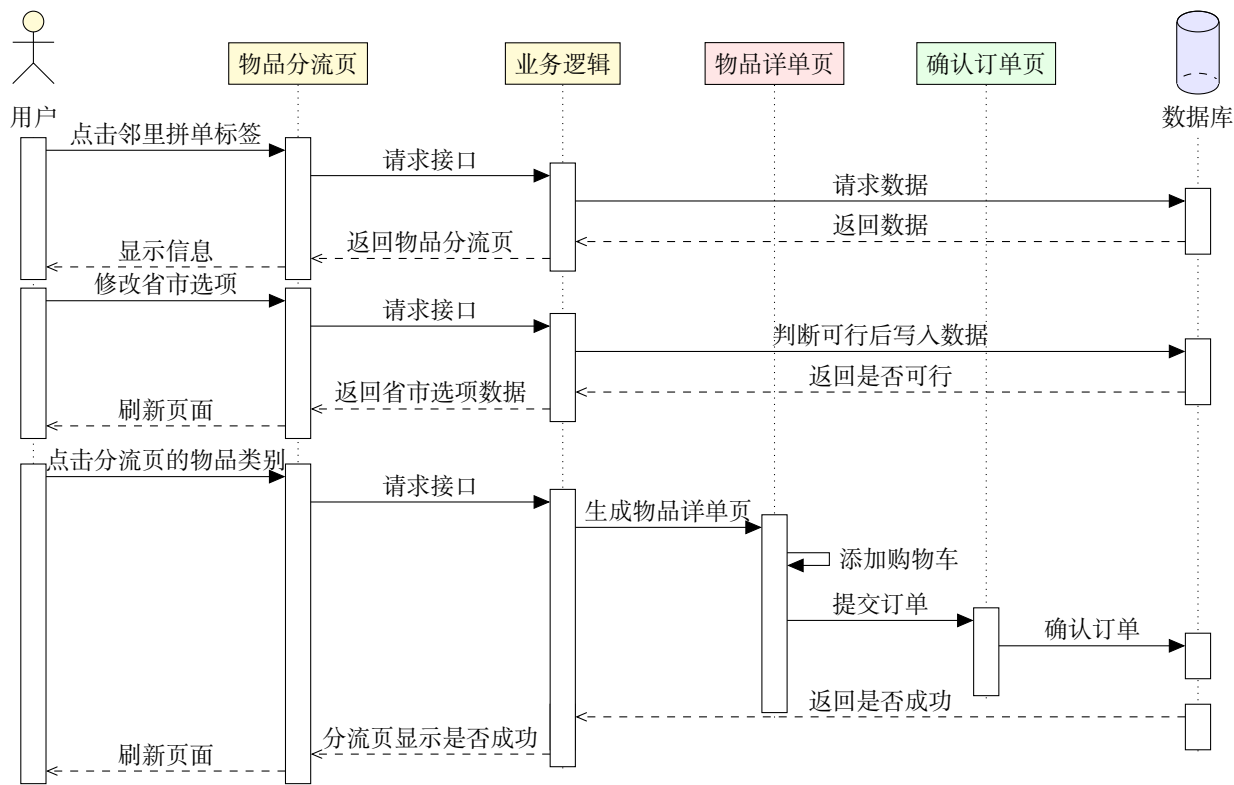 物品分流页
业务逻辑
物品详单页
确认订单页
用户
数据库
点击邻里拼单标签
请求接口
请求数据
返回数据
返回物品分流页
显示信息
修改省市选项
请求接口
判断可行后写入数据
返回是否可行
返回省市选项数据
刷新页面
点击分流页的物品类别
请求接口
生成物品详单页
添加购物车
提交订单
确认订单
返回是否成功
分流页显示是否成功
刷新页面